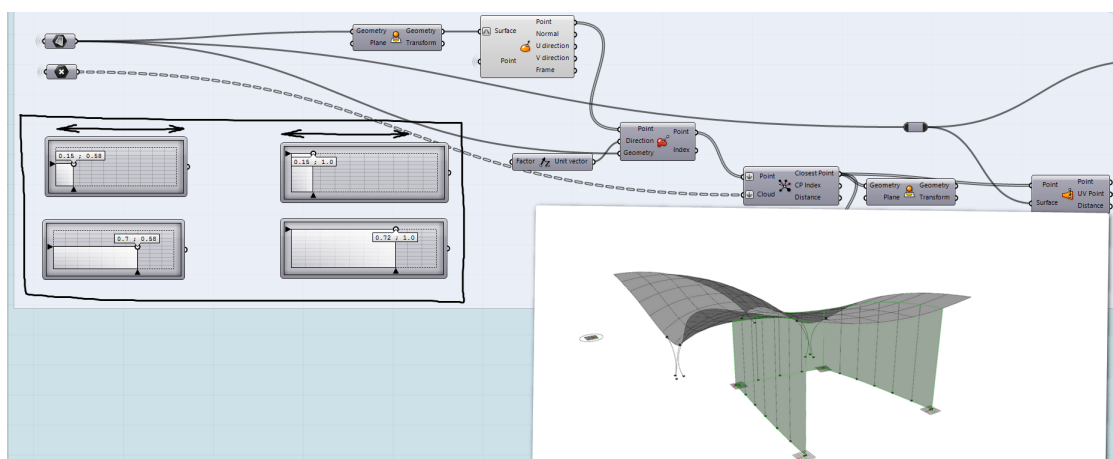 Geometry Geometry
Plane Transform
Surface
Point
Point
Normal
U direction
V direction
Frame
0.15 ; 0.58
0.15 ; 1.0
0.7 ; 0.58
0.72 ; 1.0
Factor Z Unit vector
Point Point
Direction
Geometry Index
Point Closest Point
Cloud CP Index
Distance
Geometry Geometry
Plane Transform
Point Point
UV Point
Surface Distance